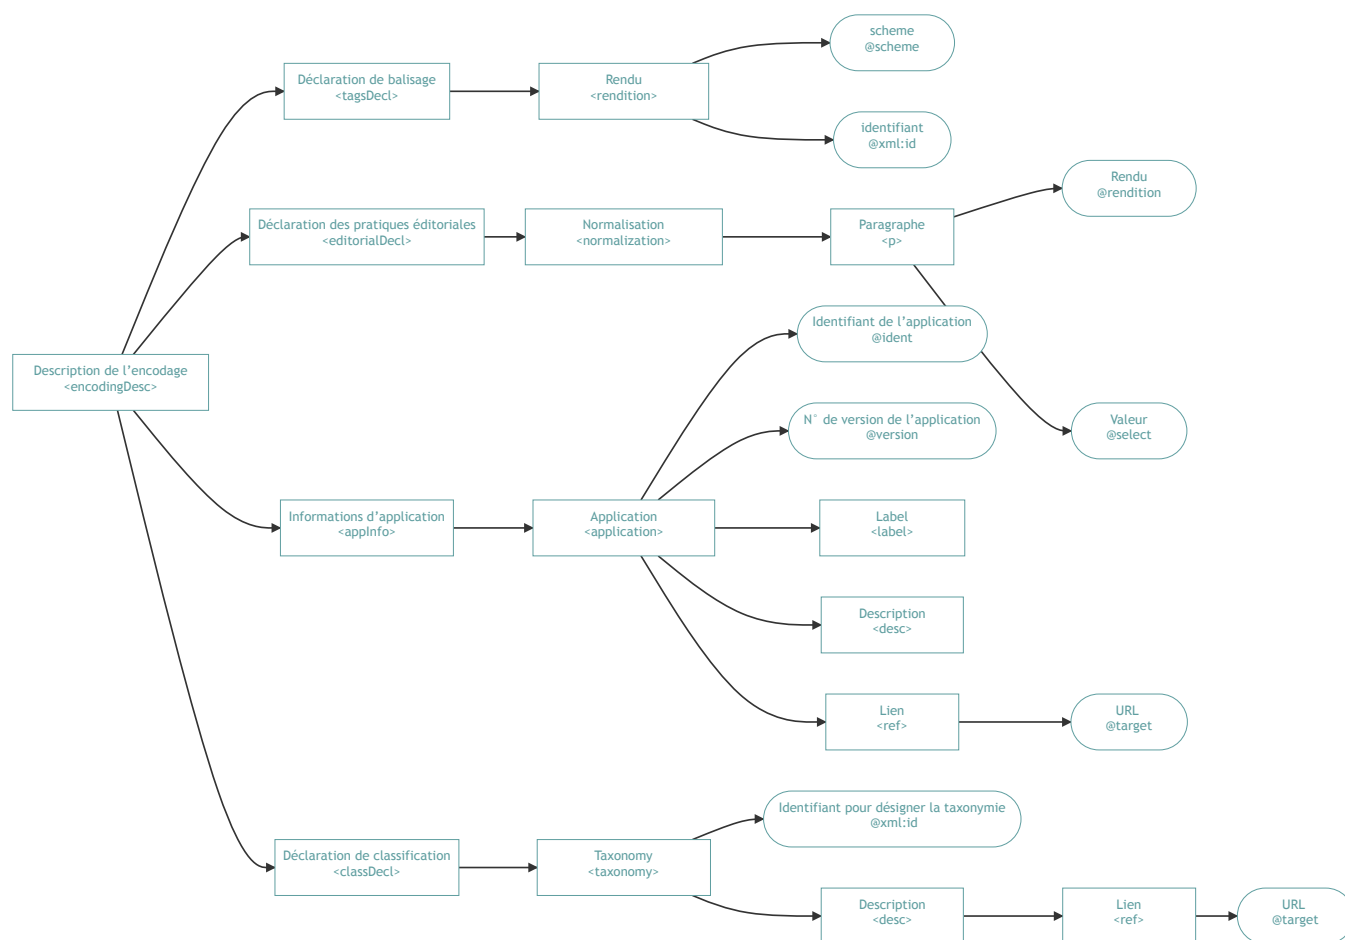 scheme
@scheme
Déclaration de balisage
<tagsDecl>
Rendu
<rendition>
identifiant
@xml:id
Rendu
@rendition
Déclaration des pratiques éditoriales
<editorialDecl>
Normalisation
<normalization>
Paragraphe
<p>
Identifiant de l’application
@ident
Description de l’encodage
<encodingDesc>
N° de version de l’application
@version
Valeur
@select
Informations d’application
<appInfo>
Application
<application>
Label
<label>
Description
<desc>
Lien
<ref>
URL
@target
Identifiant pour désigner la taxonymie
@xml:id
Déclaration de classification
<classDecl>
Taxonomy
<taxonomy>
Description
<desc>
Lien
<ref>
URL
@target